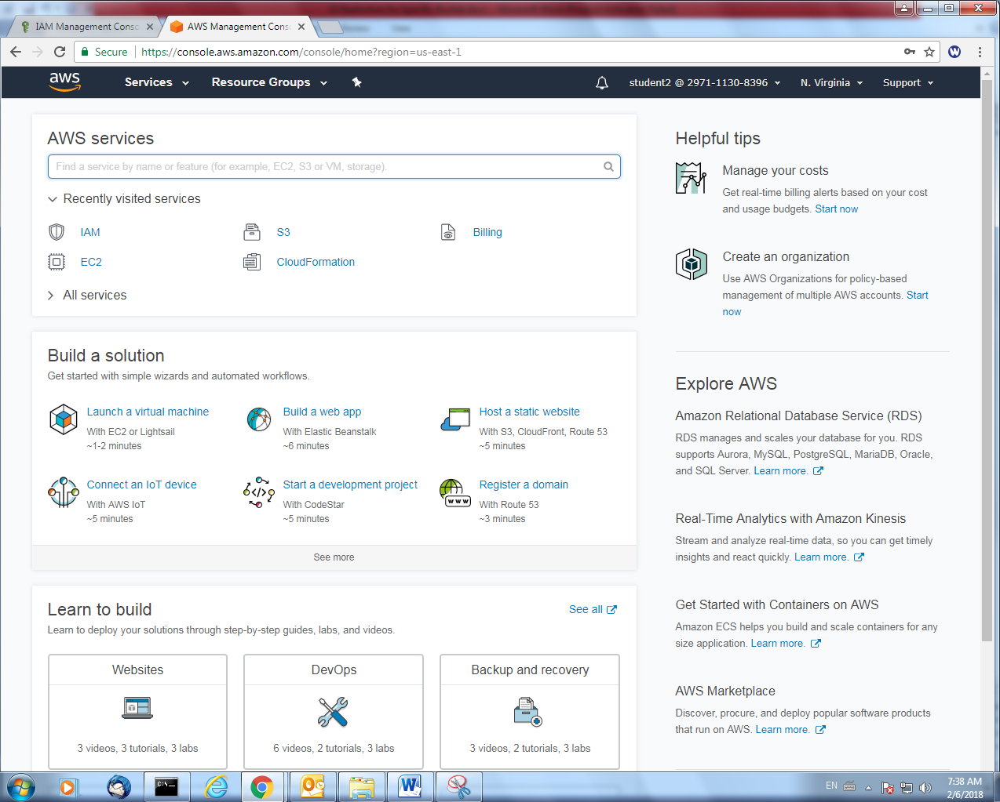 IAM Management Conso
AWS Management Cons
Secure
https://console.aws.amazon.com/console/home?region=us-east-1
aws
Services
Resource Groups
student2 @ 2971-1130-8396
N. Virginia
Support
AWS services
Find a service by name or feature (for example, EC2, S3 or VM, storage).
Recently visited services
IAM
S3
Billing
EC2
CloudFormation
All services
Build a solution
Get started with simple wizards and automated workflows.
Launch a virtual machine
With EC2 or Lightsail
~1-2 minutes
Build a web app
With Elastic Beanstalk
~6 minutes
Host a static website
With S3, CloudFront, Route 53
~5 minutes
Connect an IoT device
With AWS IoT
~5 minutes
Start a development project
With CodeStar
~5 minutes
Register a domain
With Route 53
~3 minutes
See more
Learn to build
See all
Learn to deploy your solutions through step-by-step guides, labs, and videos.
Websites
3 videos, 3 tutorials, 3 labs
DevOps
6 videos, 2 tutorials, 3 labs
Backup and recovery
3 videos, 2 tutorials, 3 labs
Helpful tips
Manage your costs
Get real-time billing alerts based on your cost
and usage budgets. Start now
Create an organization
Use AWS Organizations for policy-based
management of multiple AWS accounts. Start
now
Explore AWS
Amazon Relational Database Service (RDS)
RDS manages and scales your database for you. RDS
supports Aurora, MySQL, PostgreSQL, MariaDB, Oracle,
and SQL Server. Learn more.
Real-Time Analytics with Amazon Kinesis
Stream and analyze real-time data, so you can get timely
insights and react quickly. Learn more.
Get Started with Containers on AWS
Amazon ECS helps you build and scale containers for any
size application. Learn more.
AWS Marketplace
Discover, procure, and deploy popular software products
that run on AWS. Learn more.
EN
7:38 AM
2/6/2018